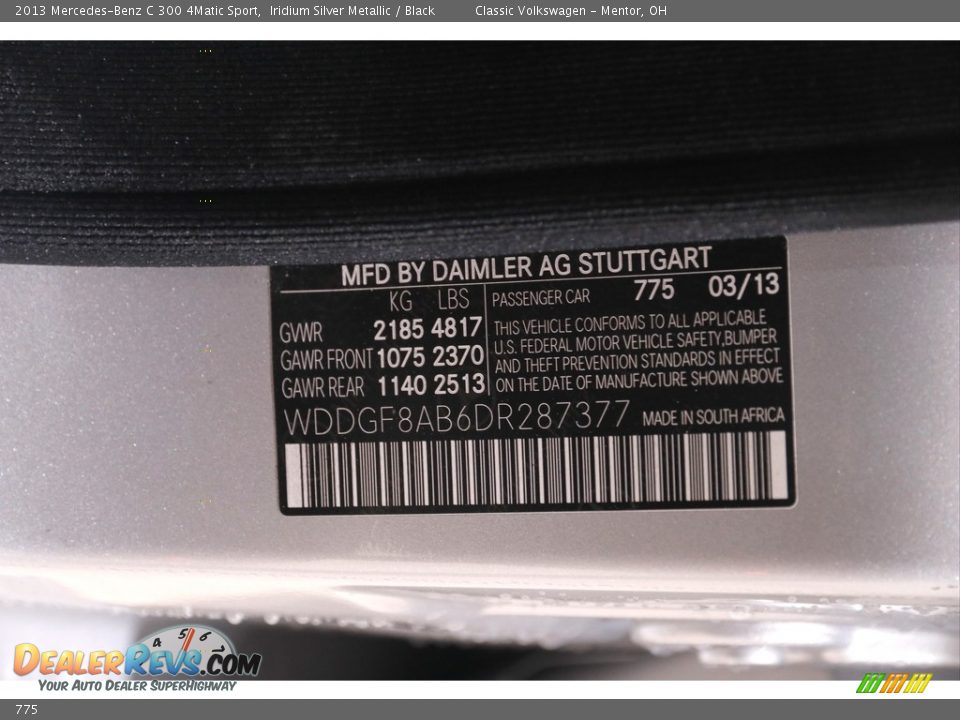 2013 Mercedes-Benz C 300 4Matic Sport, Iridium Silver Metallic / Black Classic Volkswagen - Mentor, OH
MFD BY DAIMLER AG STUTTGART
KG LBS PASSENGER CAR 775 03/13
GVWR 2185 4817
GAWR FRONT 1075 2370
GAWR REAR 1140 2513
THIS VEHICLE CONFORMS TO ALL APPLICABLE
U.S. FEDERAL MOTOR VEHICLE SAFETY,BUMPER
AND THEFT PREVENTION STANDARDS IN EFFECT
ON THE DATE OF MANUFACTURE SHOWN ABOVE
WDDGF8AB6DR287377 MADE IN SOUTH AFRICA
4 5 6
DEALERREVS.COM
YOUR AUTO DEALER SUPERHIGHWAY
775